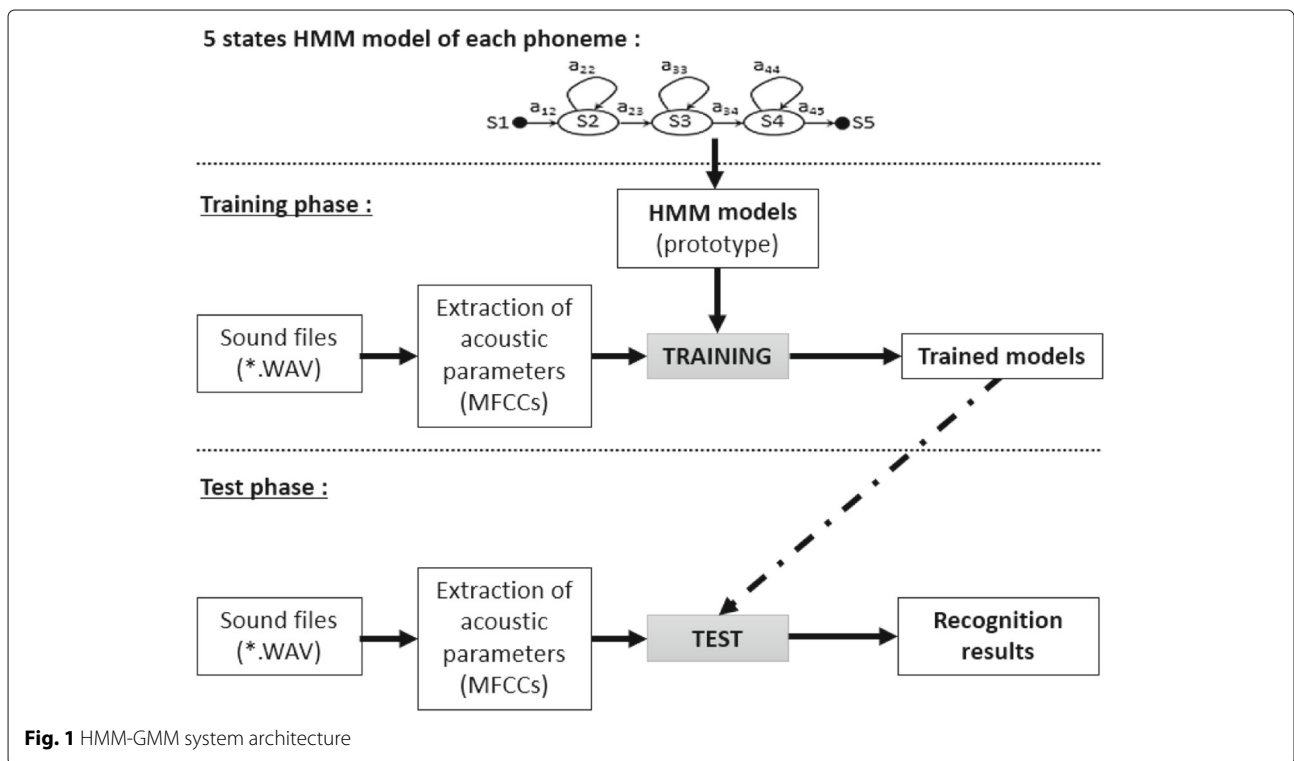 5 states HMM model of each phoneme :
a22 a33 a44
S1 a12 S2 a23 S3 a34 S4 a45 S5
Training phase :
HMM models
(prototype)
Sound files
(*.WAV)
Extraction of
acoustic
parameters
(MFCCs)
TRAINING
Trained models
Test phase :
Sound files
(*.WAV)
Extraction of
acoustic
parameters
(MFCCs)
TEST
Recognition
results
Fig. 1 HMM-GMM system architecture